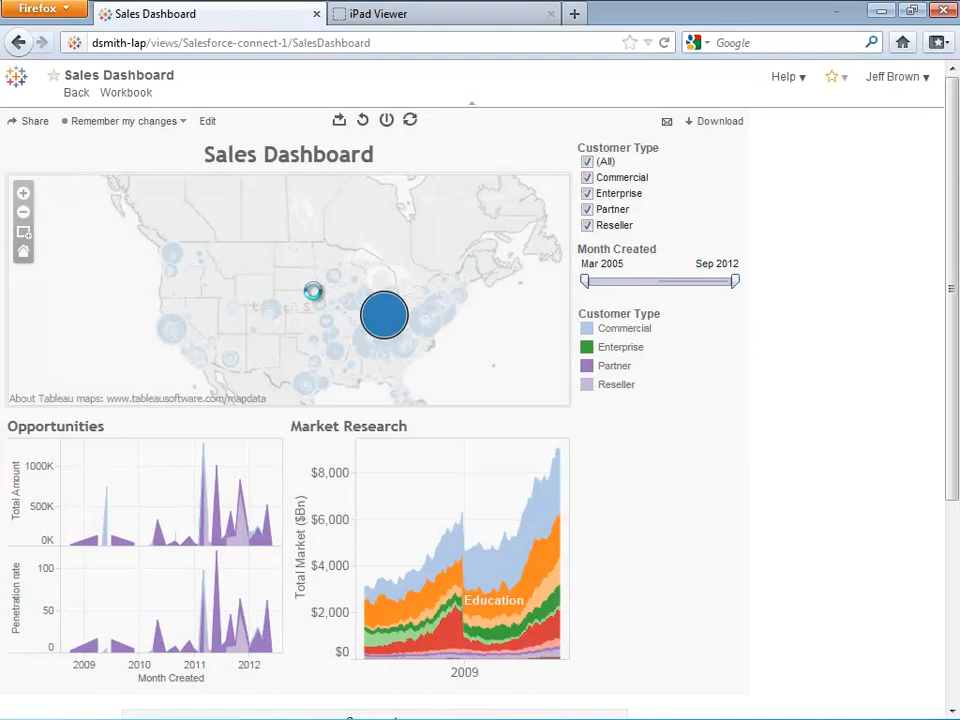 Firefox
Sales Dashboard
iPad Viewer
dsmith-lap/views/Salesforce-connect-1/SalesDashboard
Google
Sales Dashboard
Help
Jeff Brown
Back Workbook
Share
Remember my changes
Edit
Download
Sales Dashboard
Customer Type
(All)
Commercial
Enterprise
Partner
Reseller
Month Created
Mar 2005
Sep 2012
Customer Type
Commercial
Enterprise
Partner
Reseller
About Tableau maps: www.tableausoftware.com/mapdata
Opportunities
Total Amount
1000K
500K
0K
Penetration rate
100
50
0
2009 2010 2011 2012
Month Created
Market Research
Total Market ($Bn)
$8,000
$6,000
$4,000
$2,000
$0
Education
2009